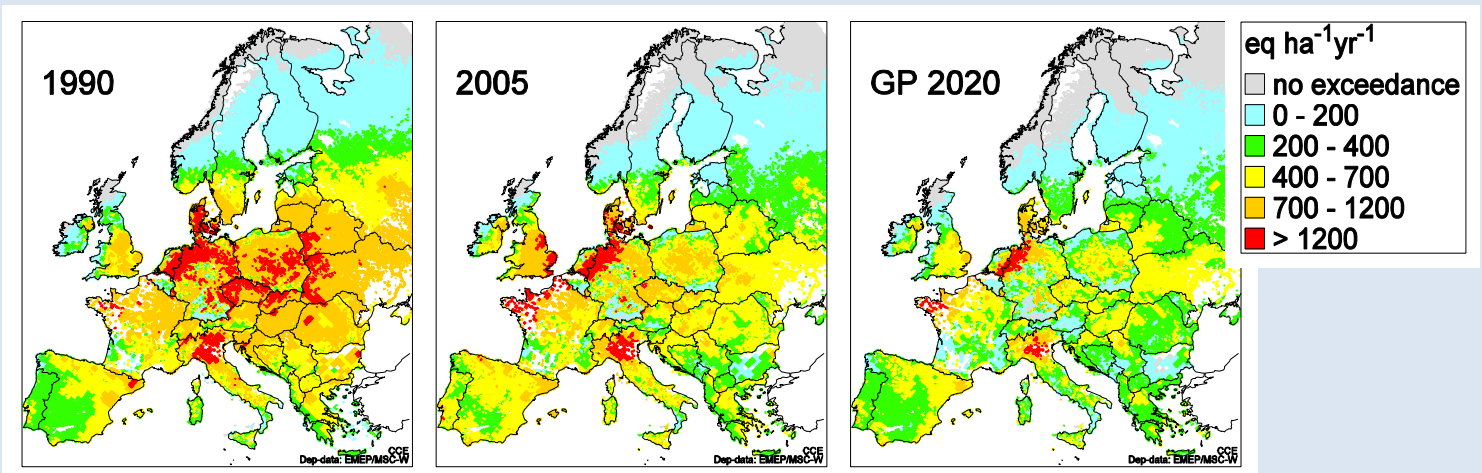 1990
CCE
Dep-data: EMEP/MSC-W
2005
CCE
Dep-data: EMEP/MSC-W
GP 2020
CCE
Dep-data: EMEP/MSC-W
eq ha⁻¹yr⁻¹
no exceedance
0 - 200
200 - 400
400 - 700
700 - 1200
> 1200